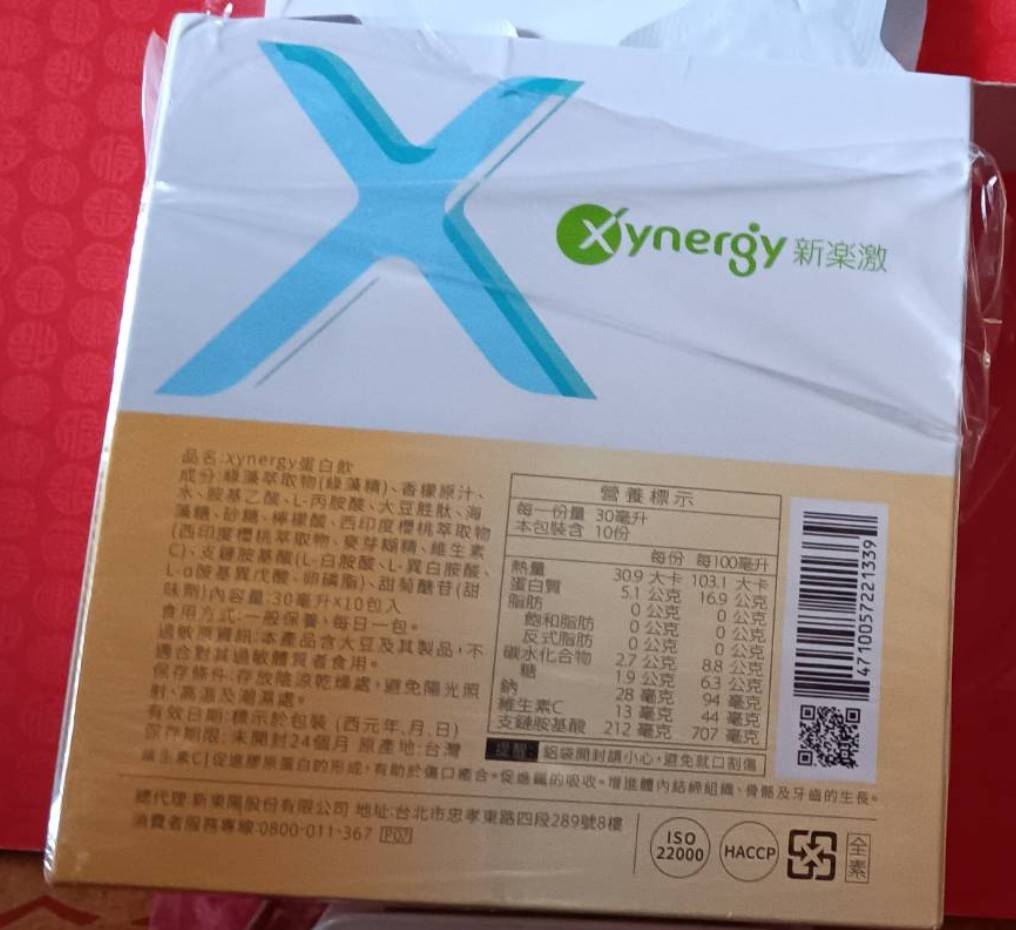 xynergy 新楽激
品名:xynergy蛋白飲
成分:綠藻萃取物(綠藻精)、香檬原汁、
水、胺基乙酸、L-丙胺酸、大豆胜肽、海
藻糖、砂糖、檸檬酸、西印度櫻桃萃取物
(西印度櫻桃萃取物、麥芽糊精、維生素
C)、支鏈胺基酸(L-白胺酸、L-異白胺酸、
L-α胺基異戊酸、卵磷脂)、甜菊醣苷(甜
味劑)內容量:30毫升×10包入
食用方式:一般保養,每日一包。
過敏原資訊:本產品含大豆及其製品,不
適合對其過敏體質者食用。
保存條件:存放陰涼乾燥處,避免陽光照
射、高溫及潮濕處。
有效日期:標示於包裝 (西元年.月.日)
保存期限:未開封24個月 原產地:台灣
營養標示
每一份量 30毫升
本包裝含 10份
每份 每100毫升
熱量 30.9 大卡 103.1 大卡
蛋白質 5.1 公克 16.9 公克
脂肪 0 公克 0 公克
飽和脂肪 0 公克 0 公克
反式脂肪 0 公克 0 公克
碳水化合物 2.7 公克 8.8 公克
糖 1.9 公克 6.3 公克
鈉 28 毫克 94 毫克
維生素C 13 毫克 44 毫克
支鏈胺基酸 212 毫克 707 毫克
提醒: 鋁袋開封請小心,避免就口割傷
4710057221339
維生素C[促進膠原蛋白的形成,有助於傷口癒合。促進鐵的吸收。增進體內結締組織、骨骼及牙齒的生長。
總代理:新東陽股份有限公司 地址:台北市忠孝東路四段289號8樓
消費者服務專線:0800-011-367 P07
ISO
22000
HACCP
全
素